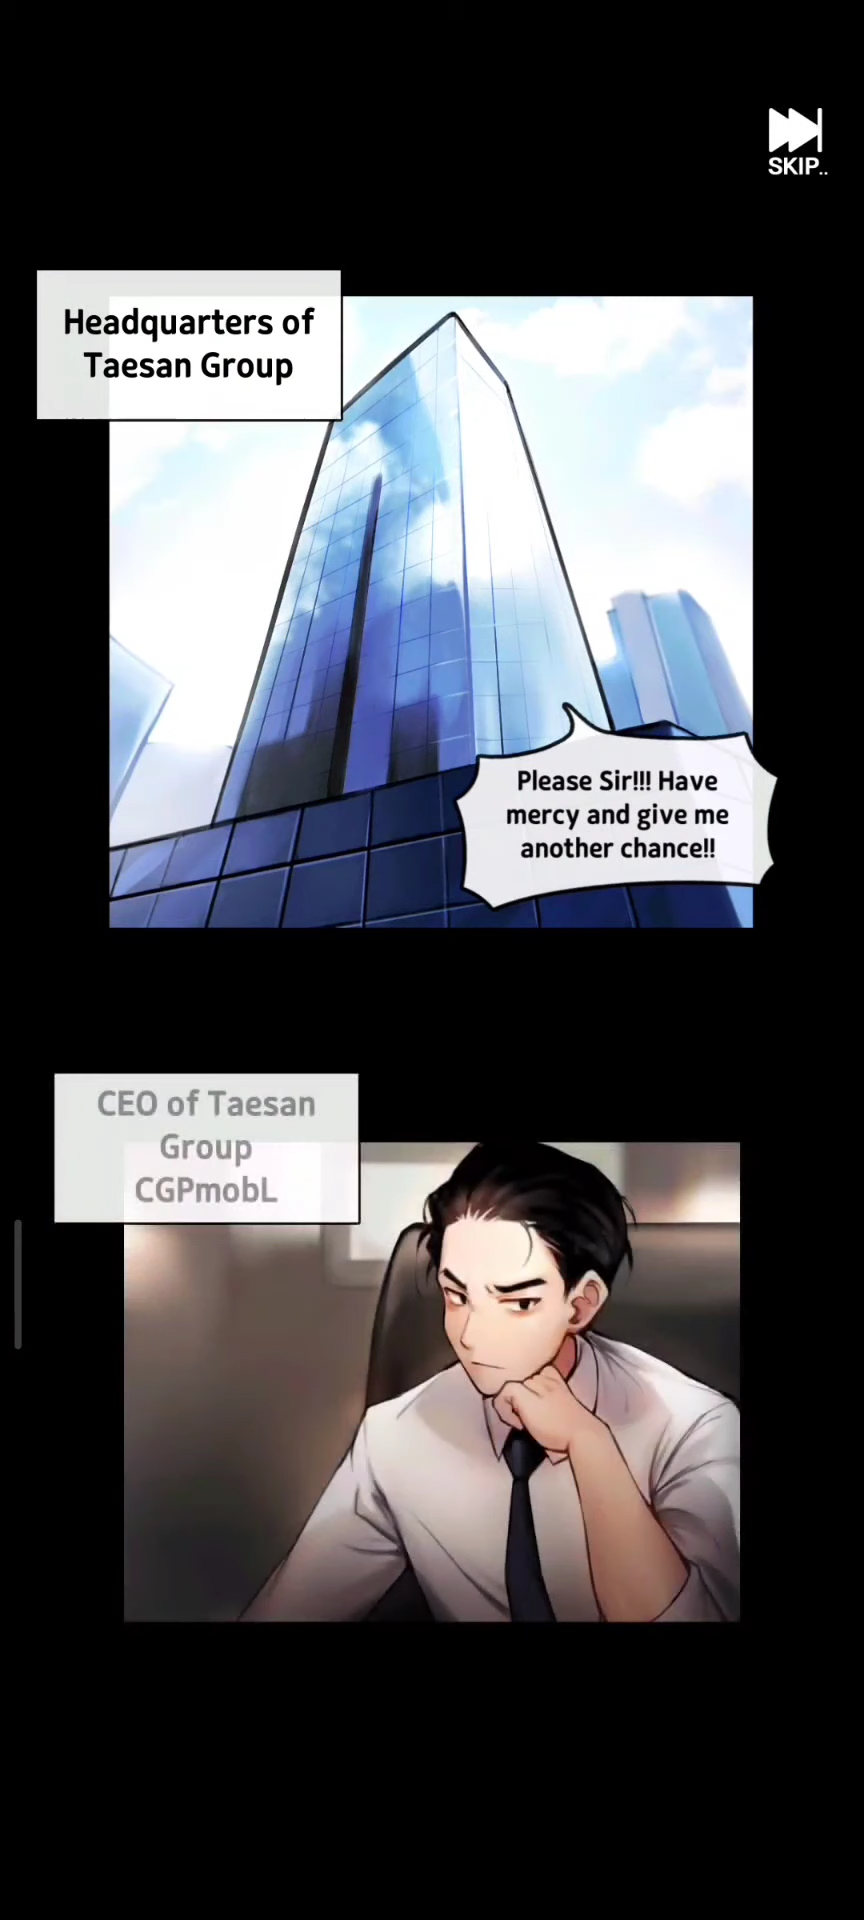 SKIP..
Headquarters of
Taesan Group
Please Sir!!! Have
mercy and give me
another chance!!
CEO of Taesan
Group
CGPmobL